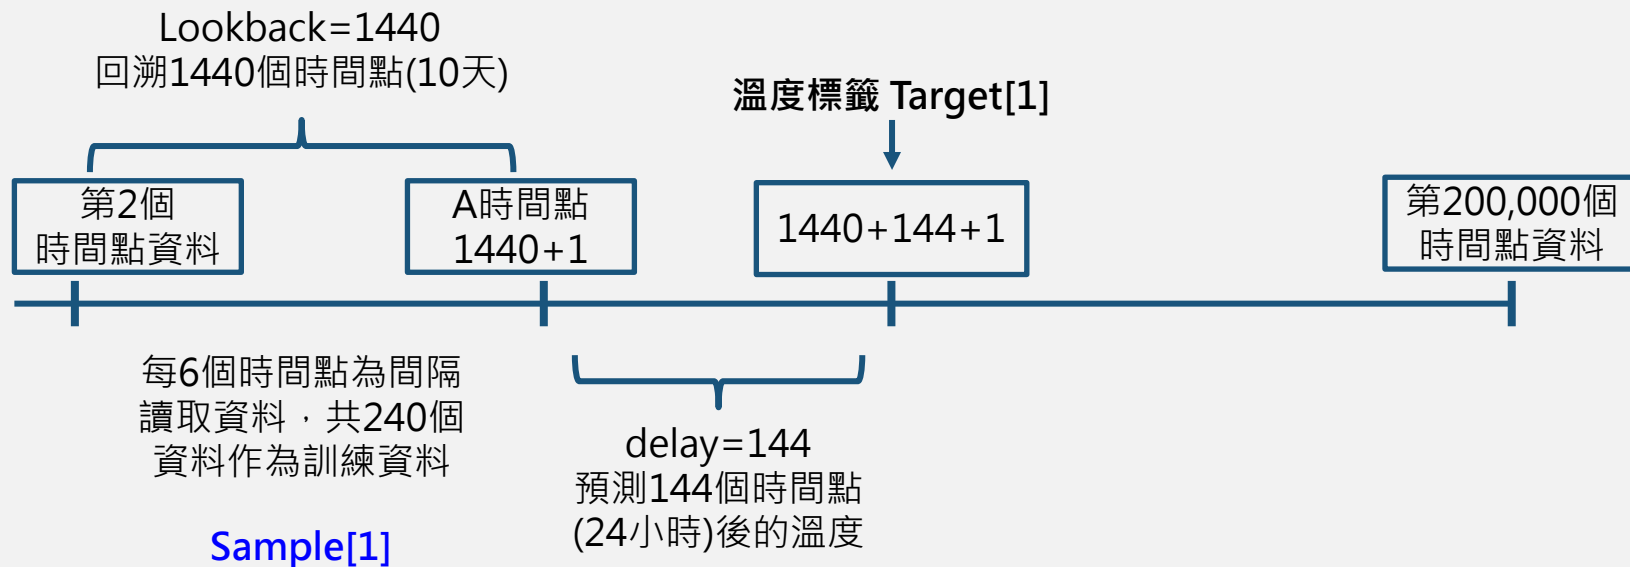 Lookback=1440
回溯1440個時間點(10天)
溫度標籤 Target[1]
第2個
時間點資料
A時間點
1440+1
1440+144+1
第200,000個
時間點資料
每6個時間點為間隔
讀取資料，共240個
資料作為訓練資料
Sample[1]
delay=144
預測144個時間點
(24小時)後的溫度